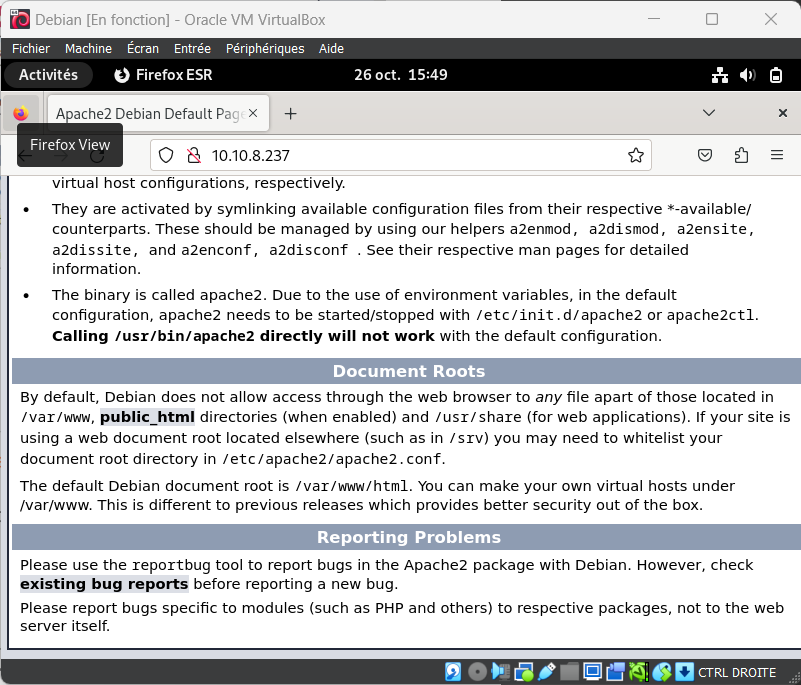 Debian [En fonction] - Oracle VM VirtualBox
Fichier Machine Écran Entrée Périphériques Aide
Activités Firefox ESR 26 oct. 15:49
Apache2 Debian Default Page
Firefox View
10.10.8.237
virtual host configurations, respectively.
• They are activated by symlinking available configuration files from their respective *-available/
counterparts. These should be managed by using our helpers a2enmod, a2dismod, a2ensite,
a2dissite, and a2enconf, a2disconf . See their respective man pages for detailed
information.
• The binary is called apache2. Due to the use of environment variables, in the default
configuration, apache2 needs to be started/stopped with /etc/init.d/apache2 or apache2ctl.
Calling /usr/bin/apache2 directly will not work with the default configuration.
Document Roots
By default, Debian does not allow access through the web browser to any file apart of those located in
/var/www, public_html directories (when enabled) and /usr/share (for web applications). If your site is
using a web document root located elsewhere (such as in /srv) you may need to whitelist your
document root directory in /etc/apache2/apache2.conf.
The default Debian document root is /var/www/html. You can make your own virtual hosts under
/var/www. This is different to previous releases which provides better security out of the box.
Reporting Problems
Please use the reportbug tool to report bugs in the Apache2 package with Debian. However, check
existing bug reports before reporting a new bug.
Please report bugs specific to modules (such as PHP and others) to respective packages, not to the web
server itself.
CTRL DROITE